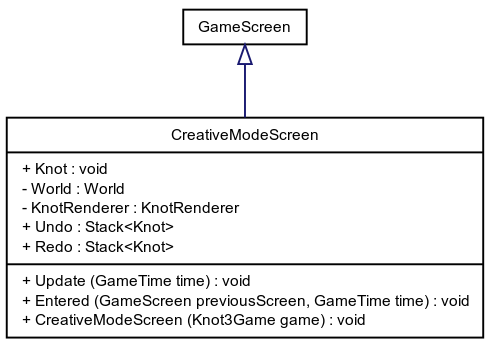 GameScreen
CreativeModeScreen
+ Knot : void
- World : World
- KnotRenderer : KnotRenderer
+ Undo : Stack<Knot>
+ Redo : Stack<Knot>
+ Update (GameTime time) : void
+ Entered (GameScreen previousScreen, GameTime time) : void
+ CreativeModeScreen (Knot3Game game) : void